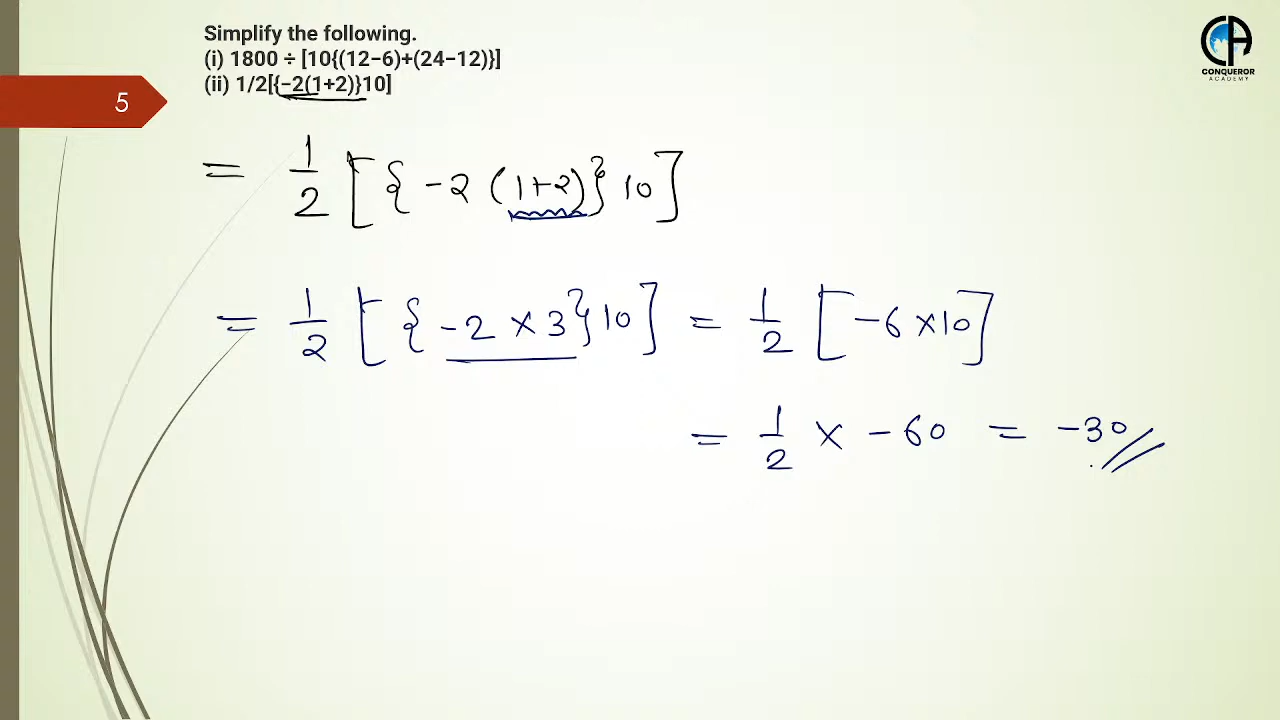 Simplify the following.
(i) 1800 ÷ [10{(12−6)+(24−12)}]
(ii) 1/2[{−2(1+2)}10]
CONQUEROR
ACADEMY
5
= 1/2 [{-2(1+2)}10]
= 1/2 [{-2×3}10] = 1/2 [-6×10]
= 1/2 × -60 = -30//